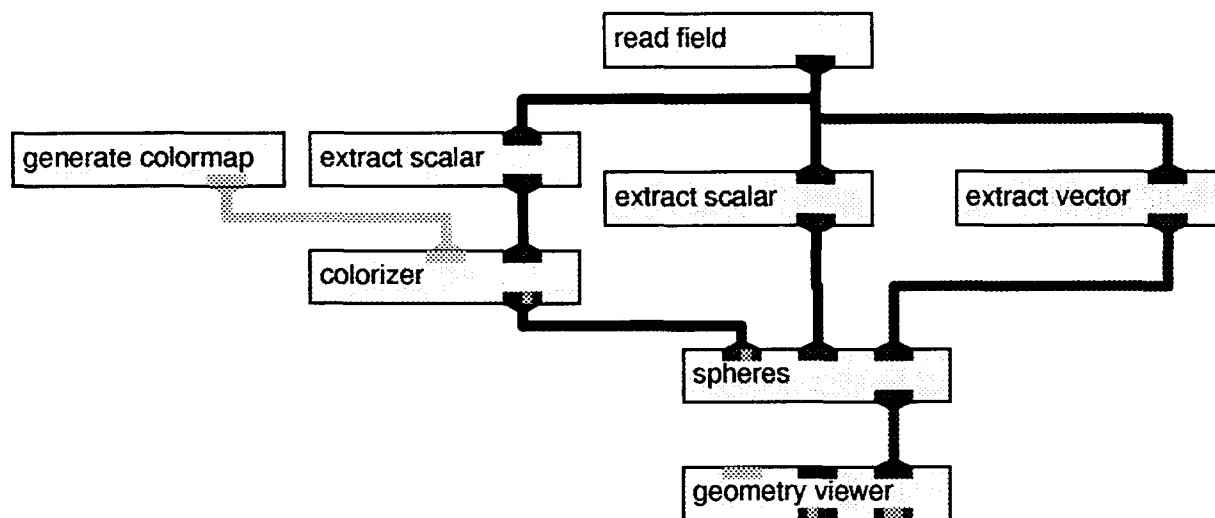 read field
generate colormap
extract scalar
extract scalar
extract vector
colorizer
spheres
geometry viewer